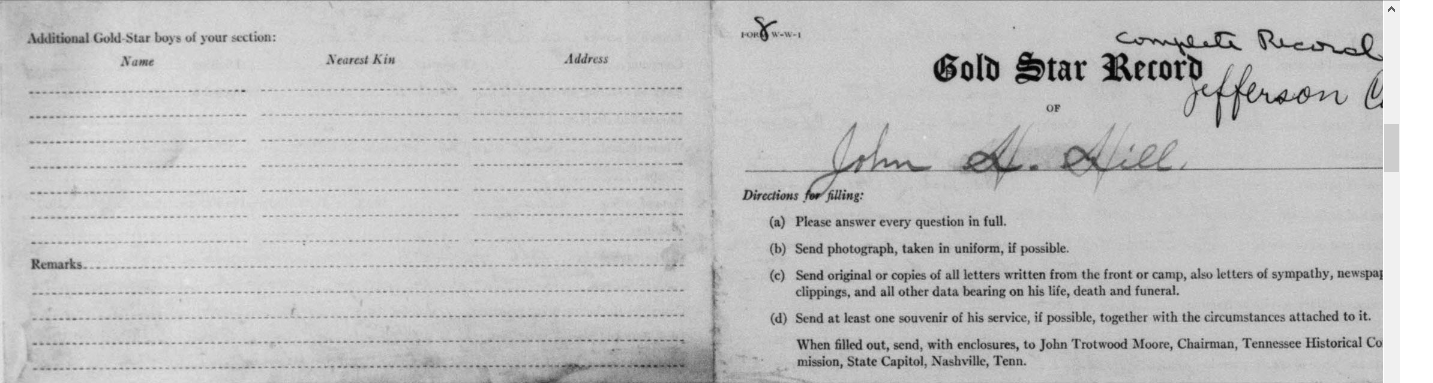 Additional Gold-Star boys of your section:
Name Nearest Kin Address
Remarks
8
W-W-1
Complete Record
Jefferson C
Gold Star Record
OF
John H. Hill.
Directions for filling:
(a) Please answer every question in full.
(b) Send photograph, taken in uniform, if possible.
(c) Send original or copies of all letters written from the front or camp, also letters of sympathy, newspap
clippings, and all other data bearing on his life, death and funeral.
(d) Send at least one souvenir of his service, if possible, together with the circumstances attached to it.
When filled out, send, with enclosures, to John Trotwood Moore, Chairman, Tennessee Historical Co
mission, State Capitol, Nashville, Tenn.